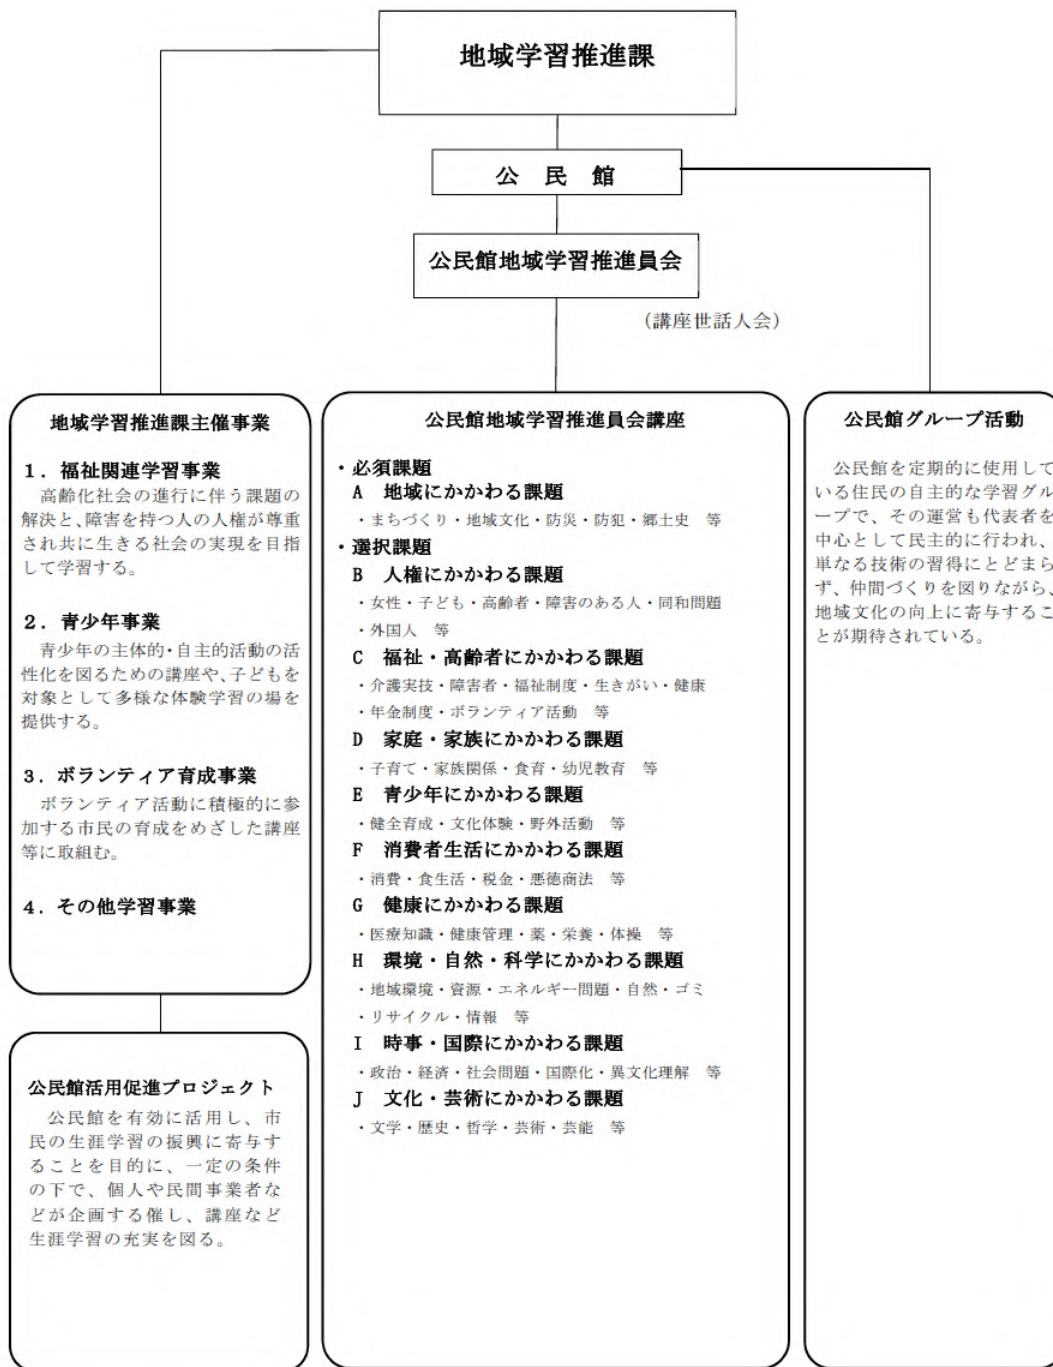 地域学習推進課
公　民　館
公民館地域学習推進員会
（講座世話人会）
地域学習推進課主催事業
１．福祉関連学習事業
高齢化社会の進行に伴う課題の
解決と、障害を持つ人の人権が尊重
され共に生きる社会の実現を目指
して学習する。
２．青少年事業
青少年の主体的・自主的活動の活
性化を図るための講座や、子どもを
対象として多様な体験学習の場を
提供する。
３．ボランティア育成事業
ボランティア活動に積極的に参
加する市民の育成をめざした講座
等に取組む。
４．その他学習事業
公民館活用促進プロジェクト
公民館を有効に活用し、市
民の生涯学習の振興に寄与す
ることを目的に、一定の条件
の下で、個人や民間事業者な
どが企画する催し、講座など
生涯学習の充実を図る。
公民館地域学習推進員会講座
・必須課題
A　地域にかかわる課題
・まちづくり・地域文化・防災・防犯・郷土史　等
・選択課題
B　人権にかかわる課題
・女性・子ども・高齢者・障害のある人・同和問題
・外国人　等
C　福祉・高齢者にかかわる課題
・介護実技・障害者・福祉制度・生きがい・健康
・年金制度・ボランティア活動　等
D　家庭・家族にかかわる課題
・子育て・家族関係・食育・幼児教育　等
E　青少年にかかわる課題
・健全育成・文化体験・野外活動　等
F　消費者生活にかかわる課題
・消費・食生活・税金・悪徳商法　等
G　健康にかかわる課題
・医療知識・健康管理・薬・栄養・体操　等
H　環境・自然・科学にかかわる課題
・地域環境・資源・エネルギー問題・自然・ゴミ
・リサイクル・情報　等
I　時事・国際にかかわる課題
・政治・経済・社会問題・国際化・異文化理解　等
J　文化・芸術にかかわる課題
・文学・歴史・哲学・芸術・芸能　等
公民館グループ活動
公民館を定期的に使用して
いる住民の自主的な学習グル
ープで、その運営も代表者を
中心として民主的に行われ、
単なる技術の習得にとどまら
ず、仲間づくりを図りながら、
地域文化の向上に寄与するこ
とが期待されている。